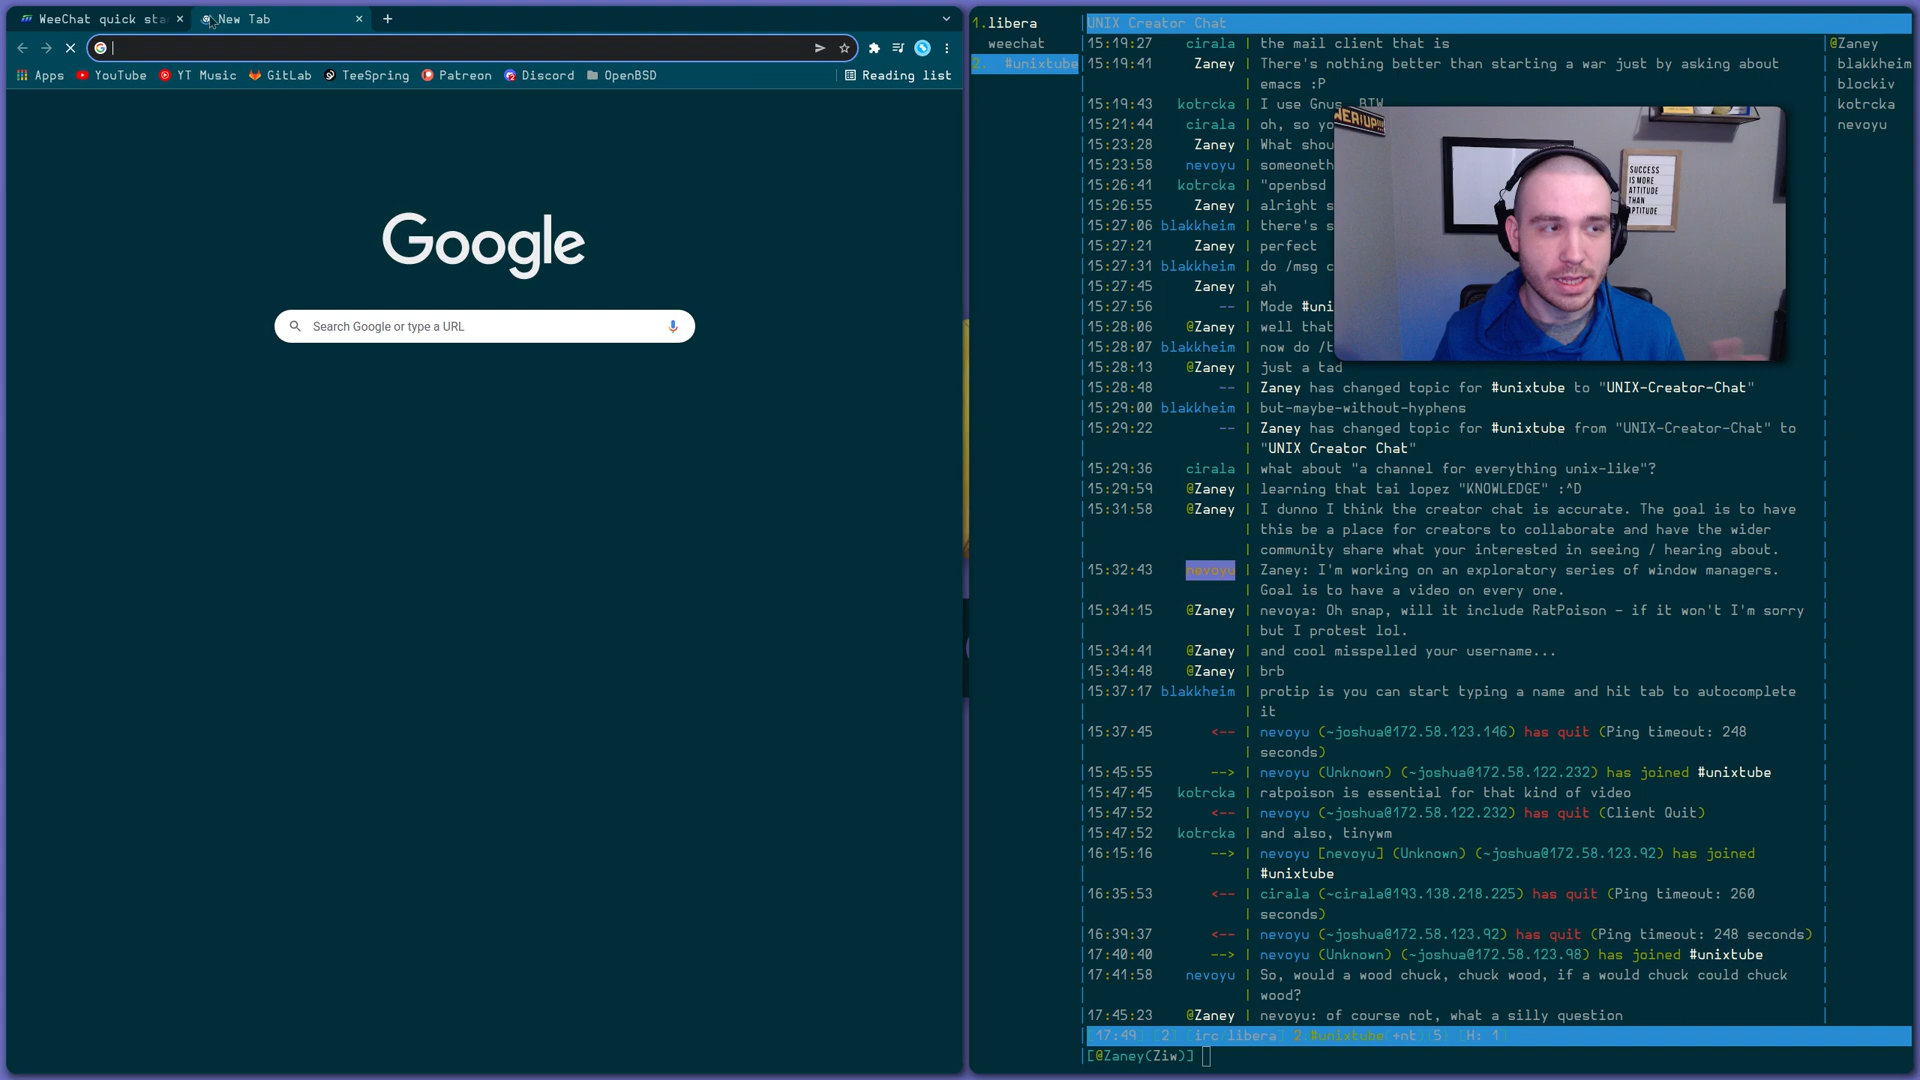 WeeChat quick sta
New Tab
Apps YouTube YT Music GitLab TeeSpring Patreon Discord OpenBSD Reading list
Google
Search Google or type a URL
1.libera
weechat
2. #unixtube
UNIX Creator Chat
15:19:27 cirala | the mail client that is
15:19:41 Zaney | There's nothing better than starting a war just by asking about
| emacs :P
15:19:43 kotrcka | I use Gnus, BTW
15:21:44 cirala | oh, so yo
15:23:28 Zaney | What shou
15:23:58 nevoyu | someoneth
15:26:41 kotrcka | "openbsd
15:26:55 Zaney | alright s
15:27:06 blakkheim | there's s
15:27:21 Zaney | perfect
15:27:31 blakkheim | do /msg c
15:27:45 Zaney | ah
15:27:56 -- | Mode #uni
15:28:06 @Zaney | well that
15:28:07 blakkheim | now do /t
15:28:13 @Zaney | just a tad
15:28:48 -- | Zaney has changed topic for #unixtube to "UNIX-Creator-Chat"
15:29:00 blakkheim | but-maybe-without-hyphens
15:29:22 -- | Zaney has changed topic for #unixtube from "UNIX-Creator-Chat" to
| "UNIX Creator Chat"
15:29:36 cirala | what about "a channel for everything unix-like"?
15:29:59 @Zaney | learning that tai lopez "KNOWLEDGE" :^D
15:31:58 @Zaney | I dunno I think the creator chat is accurate. The goal is to have
| this be a place for creators to collaborate and have the wider
| community share what your interested in seeing / hearing about.
15:32:43 nevoyu | Zaney: I'm working on an exploratory series of window managers.
| Goal is to have a video on every one.
15:34:15 @Zaney | nevoya: Oh snap, will it include RatPoison - if it won't I'm sorry
| but I protest lol.
15:34:41 @Zaney | and cool misspelled your username...
15:34:48 @Zaney | brb
15:37:17 blakkheim | protip is you can start typing a name and hit tab to autocomplete
| it
15:37:45 <-- | nevoyu (~joshua@172.58.123.146) has quit (Ping timeout: 248
| seconds)
15:45:55 --> | nevoyu (Unknown) (~joshua@172.58.122.232) has joined #unixtube
15:47:45 kotrcka | ratpoison is essential for that kind of video
15:47:52 <-- | nevoyu (~joshua@172.58.122.232) has quit (Client Quit)
15:47:52 kotrcka | and also, tinywm
16:15:16 --> | nevoyu [nevoyu] (Unknown) (~joshua@172.58.123.92) has joined
| #unixtube
16:35:53 <-- | cirala (~cirala@193.138.218.225) has quit (Ping timeout: 260
| seconds)
16:39:37 <-- | nevoyu (~joshua@172.58.123.92) has quit (Ping timeout: 248 seconds)
17:40:40 --> | nevoyu (Unknown) (~joshua@172.58.123.98) has joined #unixtube
17:41:58 nevoyu | So, would a wood chuck, chuck wood, if a would chuck could chuck
| wood?
17:45:23 @Zaney | nevoyu: of course not, what a silly question
[17:49] [2] [irc/libera] 2:#unixtube(+nt){5} [H: 1]
[@Zaney(Ziw)]
@Zaney
blakkheim
blockiv
kotrcka
nevoyu
SUCCESS
IS MORE
ATTITUDE
THAN
APTITUDE